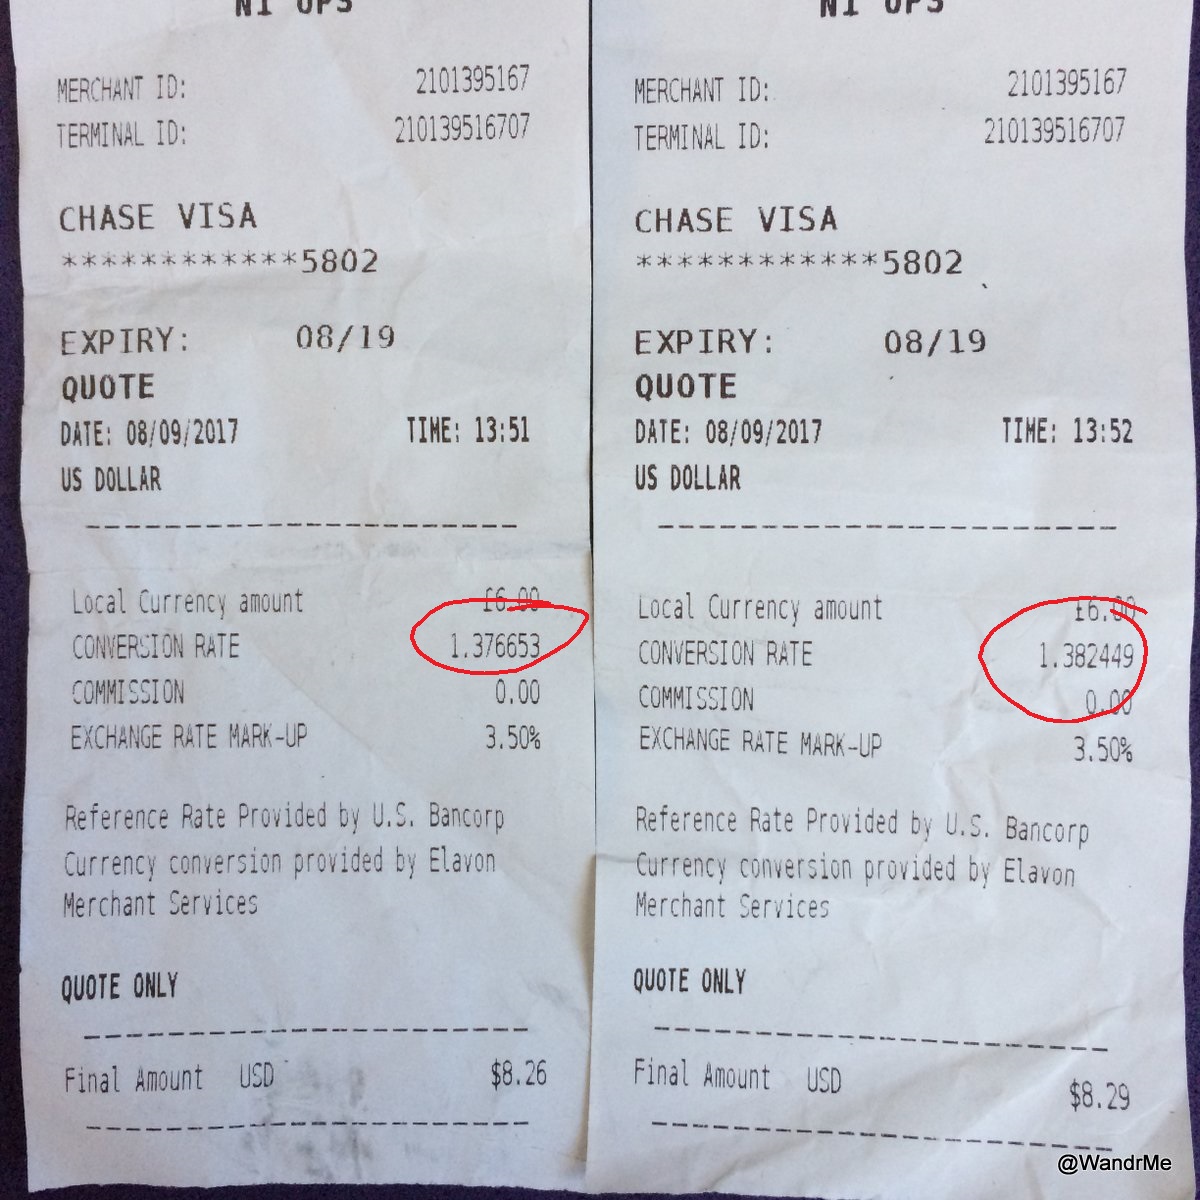 NI OPS
MERCHANT ID: 2101395167
TERMINAL ID: 210139516707
CHASE VISA
************5802
EXPIRY: 08/19
QUOTE
DATE: 08/09/2017 TIME: 13:51
US DOLLAR
--------------------
Local Currency amount £6.00
CONVERSION RATE 1.376653
COMMISSION 0.00
EXCHANGE RATE MARK-UP 3.50%
Reference Rate Provided by U.S. Bancorp
Currency conversion provided by Elavon
Merchant Services
QUOTE ONLY
--------------------
Final Amount USD $8.26
--------------------
NI OPS
MERCHANT ID: 2101395167
TERMINAL ID: 210139516707
CHASE VISA
************5802
EXPIRY: 08/19
QUOTE
DATE: 08/09/2017 TIME: 13:52
US DOLLAR
--------------------
Local Currency amount £6.00
CONVERSION RATE 1.382449
COMMISSION 0.00
EXCHANGE RATE MARK-UP 3.50%
Reference Rate Provided by U.S. Bancorp
Currency conversion provided by Elavon
Merchant Services
QUOTE ONLY
--------------------
Final Amount USD $8.29
--------------------
@WandrMe